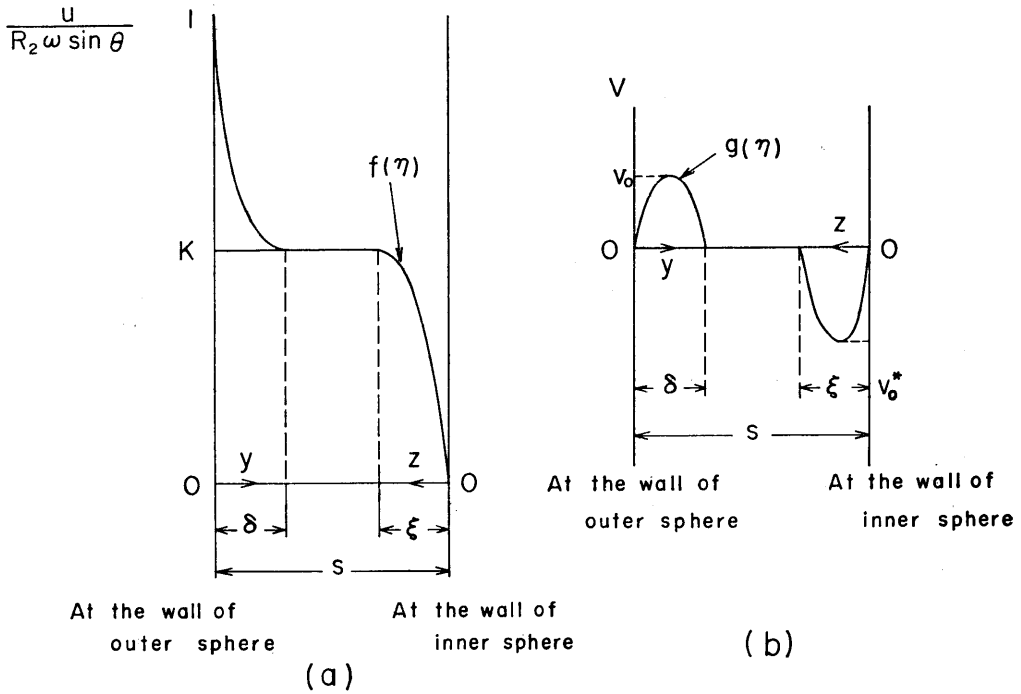 u
R₂ ω sin θ
1
K
O
f(η)
y
z
O
δ
ξ
s
At the wall of
outer sphere
At the wall of
inner sphere
(a)
V
v₀
g(η)
O
y
z
O
δ
ξ
v₀*
s
At the wall of
outer sphere
At the wall of
inner sphere
(b)